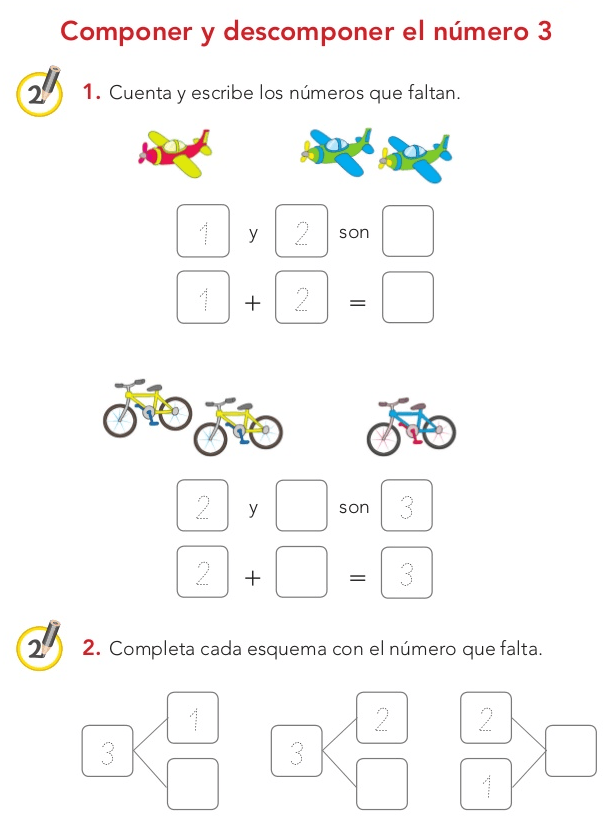 Componer y descomponer el número 3
2 1. Cuenta y escribe los números que faltan.
1 y 2 son
1 + 2 =
2 y son 3
2 + = 3
2 2. Completa cada esquema con el número que falta.
1 2 2
3 3
1